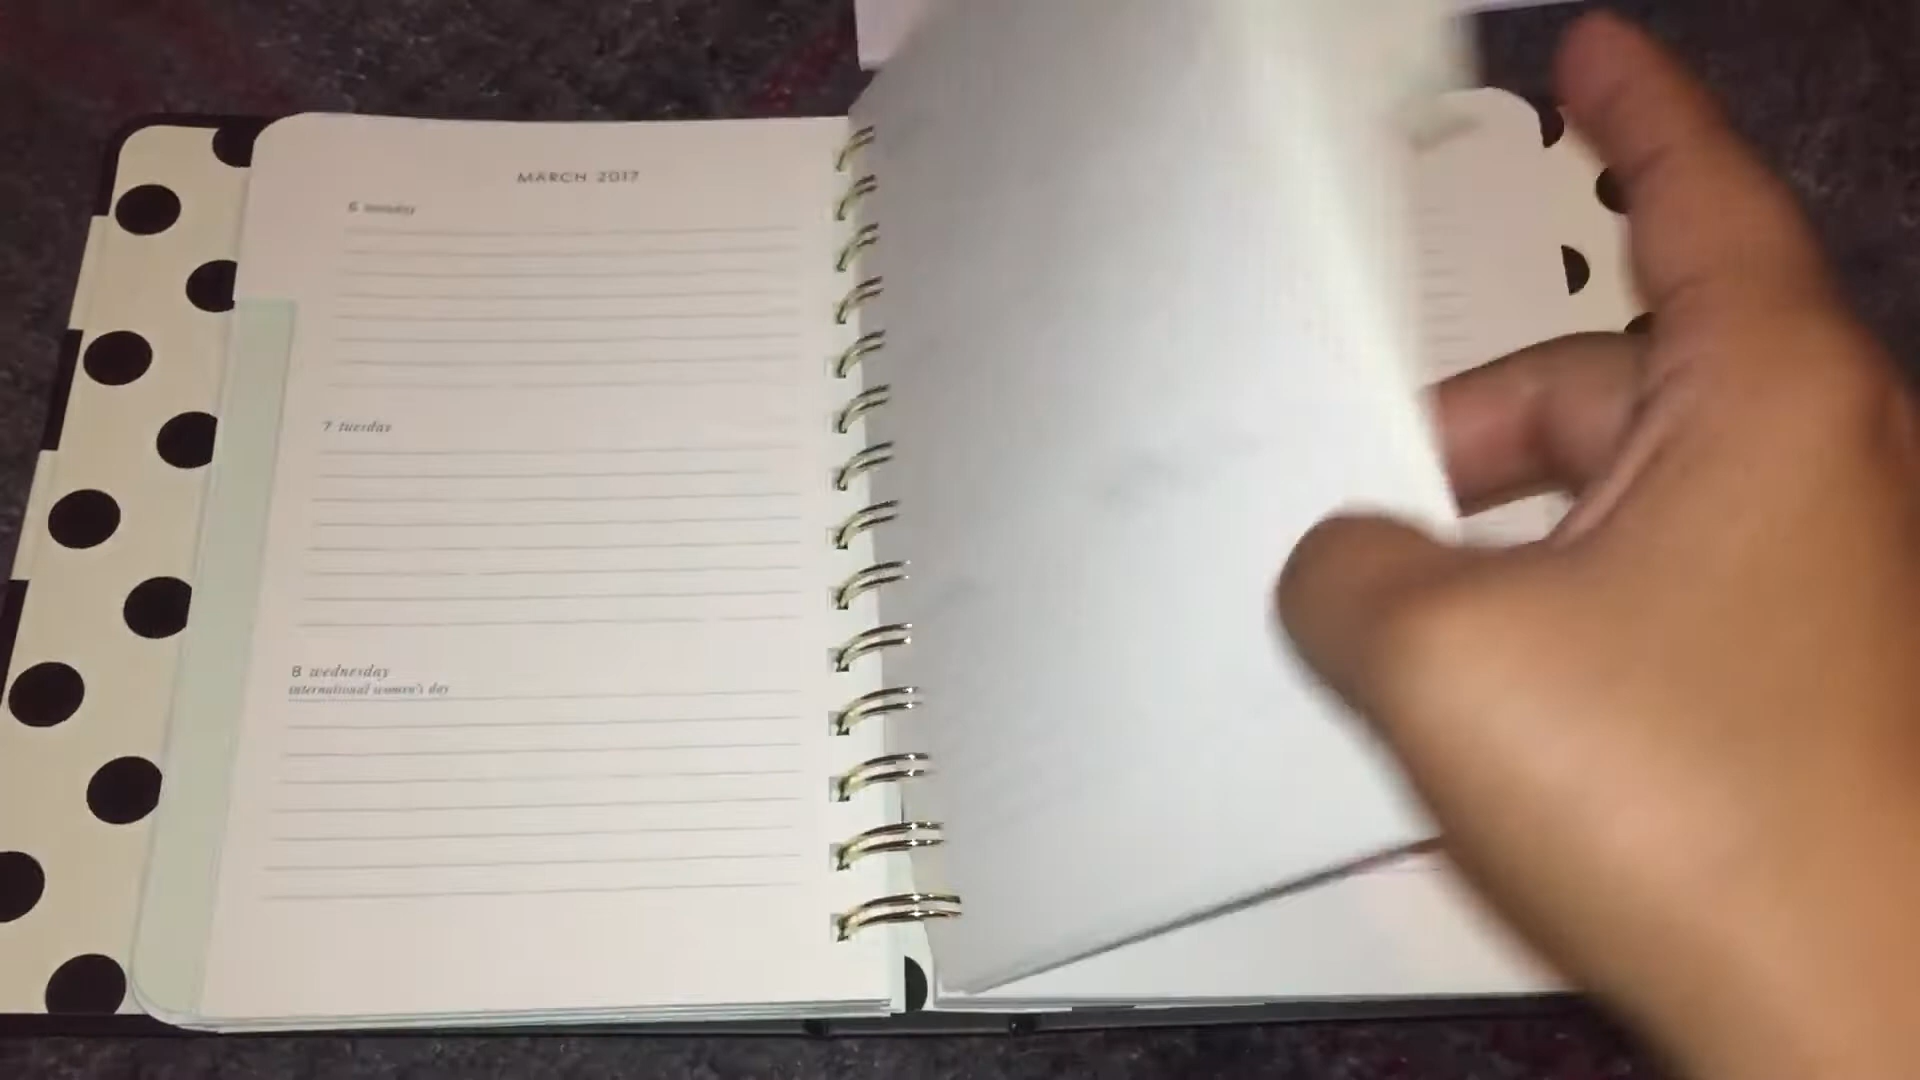 MARCH 2017
6 monday
7 tuesday
8 wednesday
international women's day